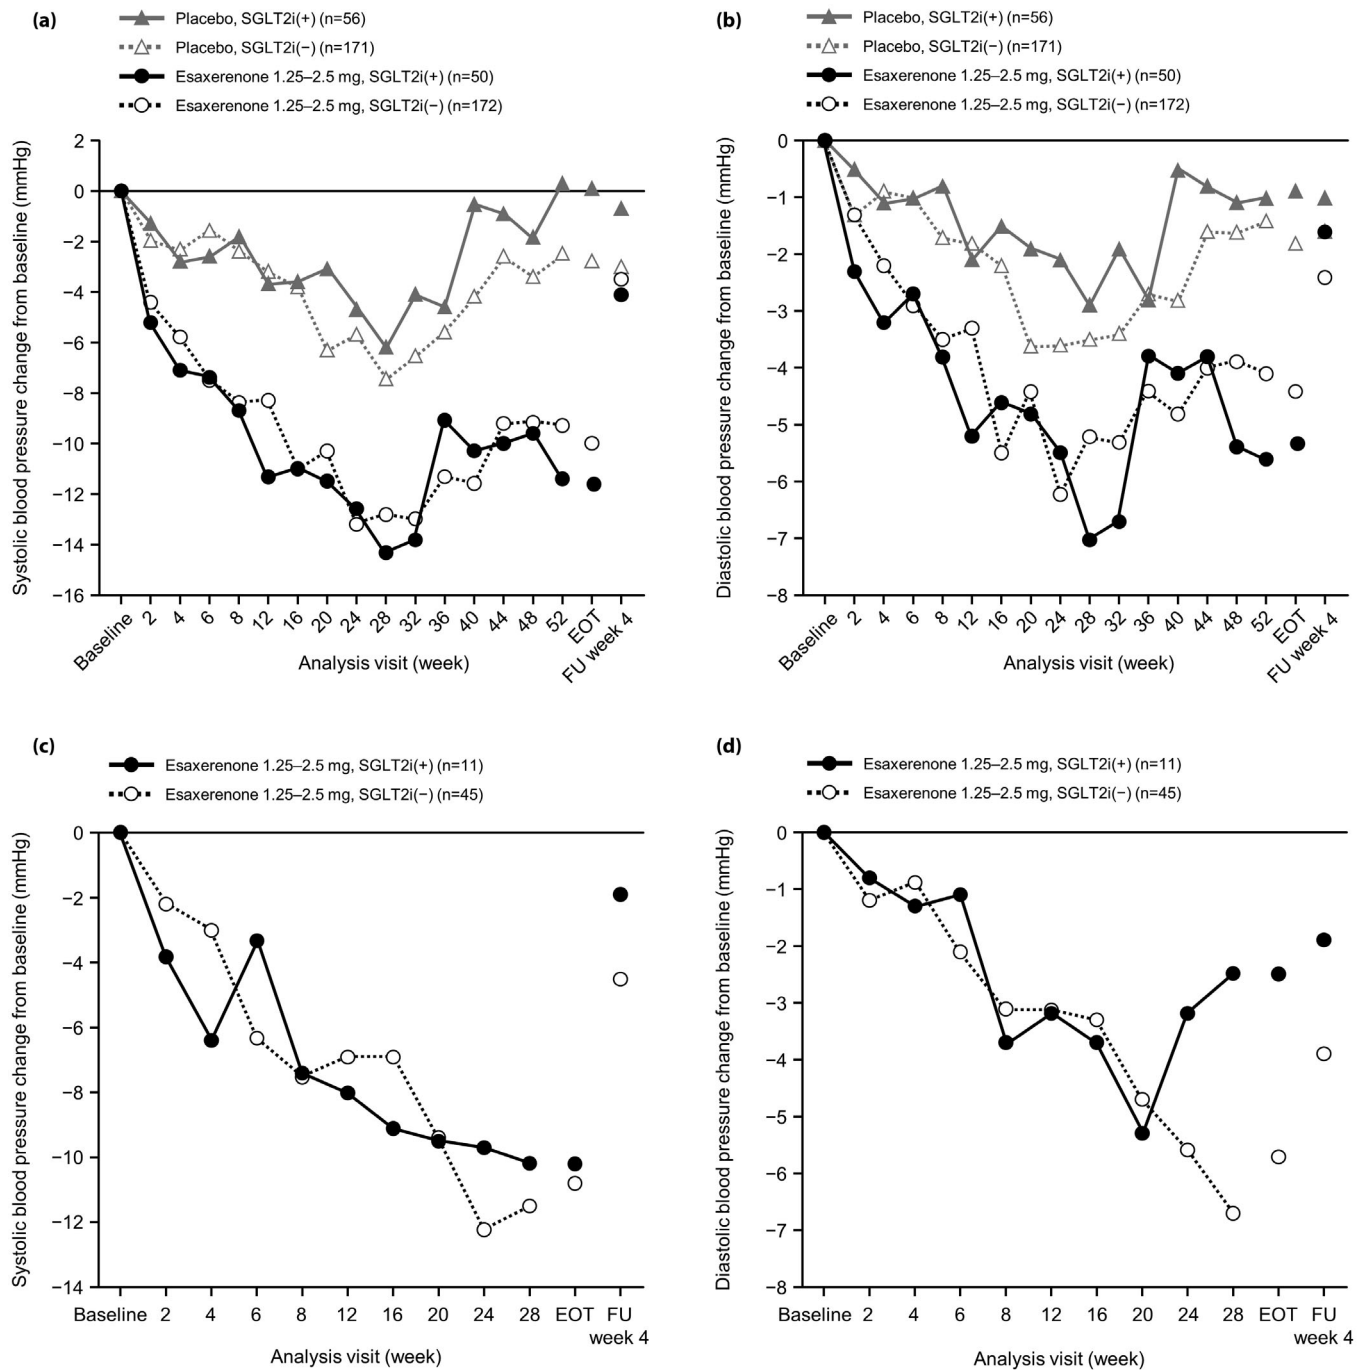 (a)
Placebo, SGLT2i(+) (n=56)
Placebo, SGLT2i(−) (n=171)
Esaxerenone 1.25–2.5 mg, SGLT2i(+) (n=50)
Esaxerenone 1.25–2.5 mg, SGLT2i(−) (n=172)
Systolic blood pressure change from baseline (mmHg)
2
0
−2
−4
−6
−8
−10
−12
−14
−16
Baseline 2 4 6 8 12 16 20 24 28 32 36 40 44 48 52 EOT FU week 4
Analysis visit (week)
(b)
Placebo, SGLT2i(+) (n=56)
Placebo, SGLT2i(−) (n=171)
Esaxerenone 1.25–2.5 mg, SGLT2i(+) (n=50)
Esaxerenone 1.25–2.5 mg, SGLT2i(−) (n=172)
Diastolic blood pressure change from baseline (mmHg)
0
−1
−2
−3
−4
−5
−6
−7
−8
Baseline 2 4 6 8 12 16 20 24 28 32 36 40 44 48 52 EOT FU week 4
Analysis visit (week)
(c)
Esaxerenone 1.25–2.5 mg, SGLT2i(+) (n=11)
Esaxerenone 1.25–2.5 mg, SGLT2i(−) (n=45)
Systolic blood pressure change from baseline (mmHg)
0
−2
−4
−6
−8
−10
−12
−14
Baseline 2 4 6 8 12 16 20 24 28 EOT FU
week 4
Analysis visit (week)
(d)
Esaxerenone 1.25–2.5 mg, SGLT2i(+) (n=11)
Esaxerenone 1.25–2.5 mg, SGLT2i(−) (n=45)
Diastolic blood pressure change from baseline (mmHg)
0
−1
−2
−3
−4
−5
−6
−7
−8
Baseline 2 4 6 8 12 16 20 24 28 EOT FU
week 4
Analysis visit (week)